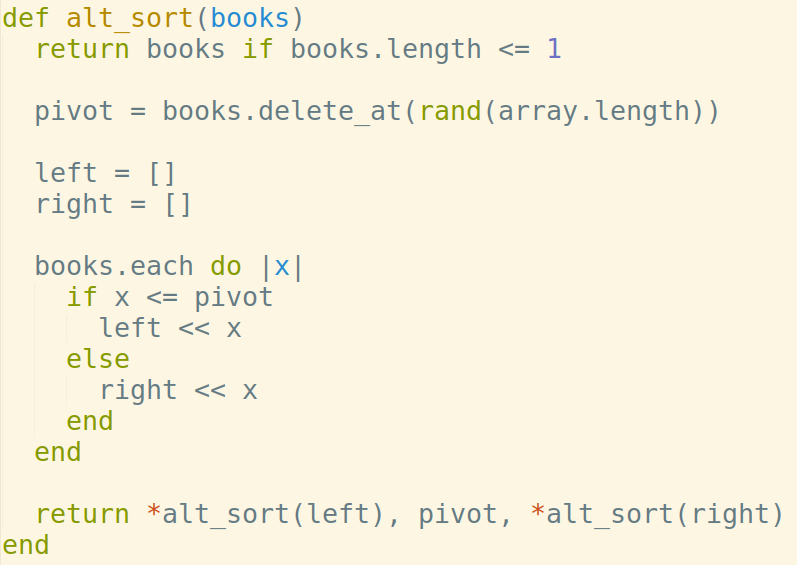 def alt_sort(books)
  return books if books.length <= 1

  pivot = books.delete_at(rand(array.length))

  left = []
  right = []

  books.each do |x|
    if x <= pivot
      left << x
    else
      right << x
    end
  end

  return *alt_sort(left), pivot, *alt_sort(right)
end